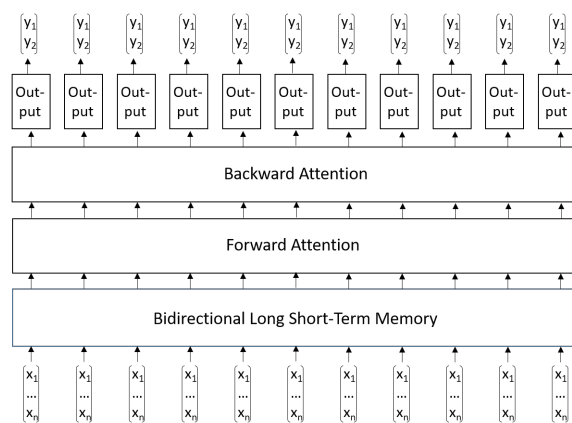 y1 y1 y1 y1 y1 y1 y1 y1 y1 y1 y1
y2 y2 y2 y2 y2 y2 y2 y2 y2 y2 y2
Out- Out- Out- Out- Out- Out- Out- Out- Out- Out- Out-
put put put put put put put put put put put
Backward Attention
Forward Attention
Bidirectional Long Short-Term Memory
x1 x1 x1 x1 x1 x1 x1 x1 x1 x1 x1
... ... ... ... ... ... ... ... ... ... ...
xn xn xn xn xn xn xn xn xn xn xn